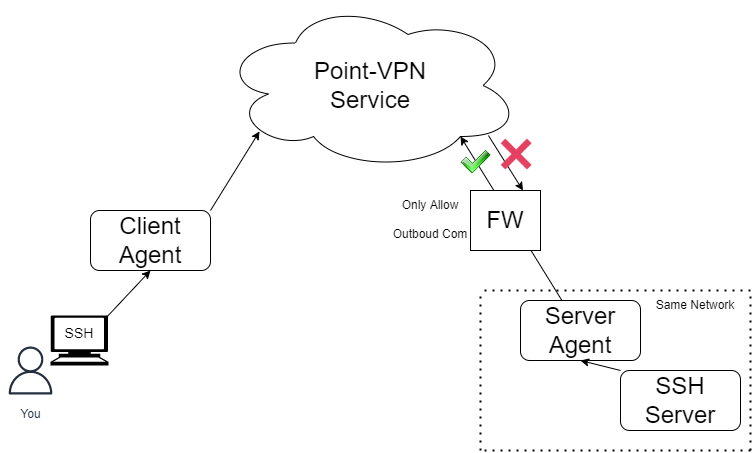 Point-VPN
Service
Only Allow
FW
Outboud Com
Client
Agent
Same Network
Server
Agent
SSH
SSH
Server
You